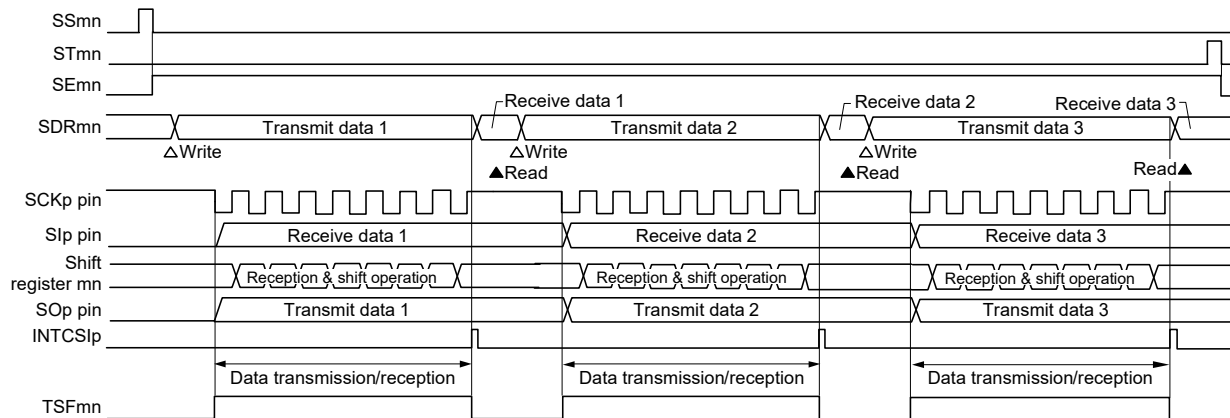 SSmn
STmn
SEmn
Receive data 1
Receive data 2
Receive data 3
SDRmn
Transmit data 1
Transmit data 2
Transmit data 3
△Write
△Write
△Write
▲Read
▲Read
Read▲
SCKp pin
SIp pin
Receive data 1
Receive data 2
Receive data 3
Shift
register mn
Reception & shift operation
Reception & shift operation
Reception & shift operation
SOp pin
Transmit data 1
Transmit data 2
Transmit data 3
INTCSIp
Data transmission/reception
Data transmission/reception
Data transmission/reception
TSFmn